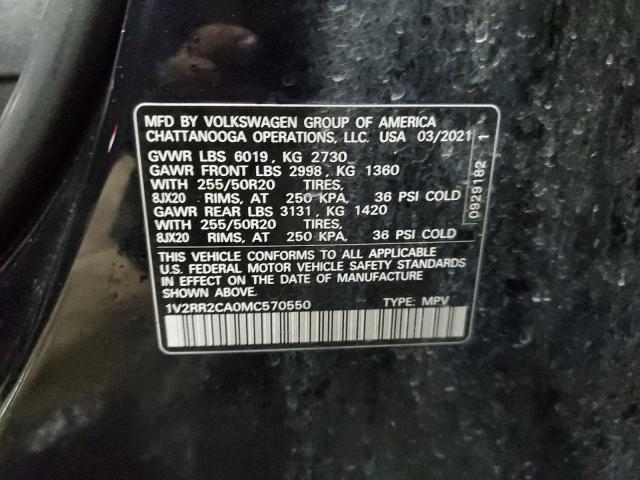 MFD BY VOLKSWAGEN GROUP OF AMERICA
CHATTANOOGA OPERATIONS, LLC. USA 03/2021
GVWR LBS 6019, KG 2730
GAWR FRONT LBS 2998, KG 1360
WITH 255/50R20 TIRES,
8JX20 RIMS, AT 250 KPA, 36 PSI COLD
GAWR REAR LBS 3131, KG 1420
WITH 255/50R20 TIRES,
8JX20 RIMS, AT 250 KPA, 36 PSI COLD
THIS VEHICLE CONFORMS TO ALL APPLICABLE
U.S. FEDERAL MOTOR VEHICLE SAFETY STANDARDS
IN EFFECT ON THE DATE OF MANUFACTURE
SHOWN ABOVE.
1V2RR2CA0MC570550 TYPE: MPV
0929182 1